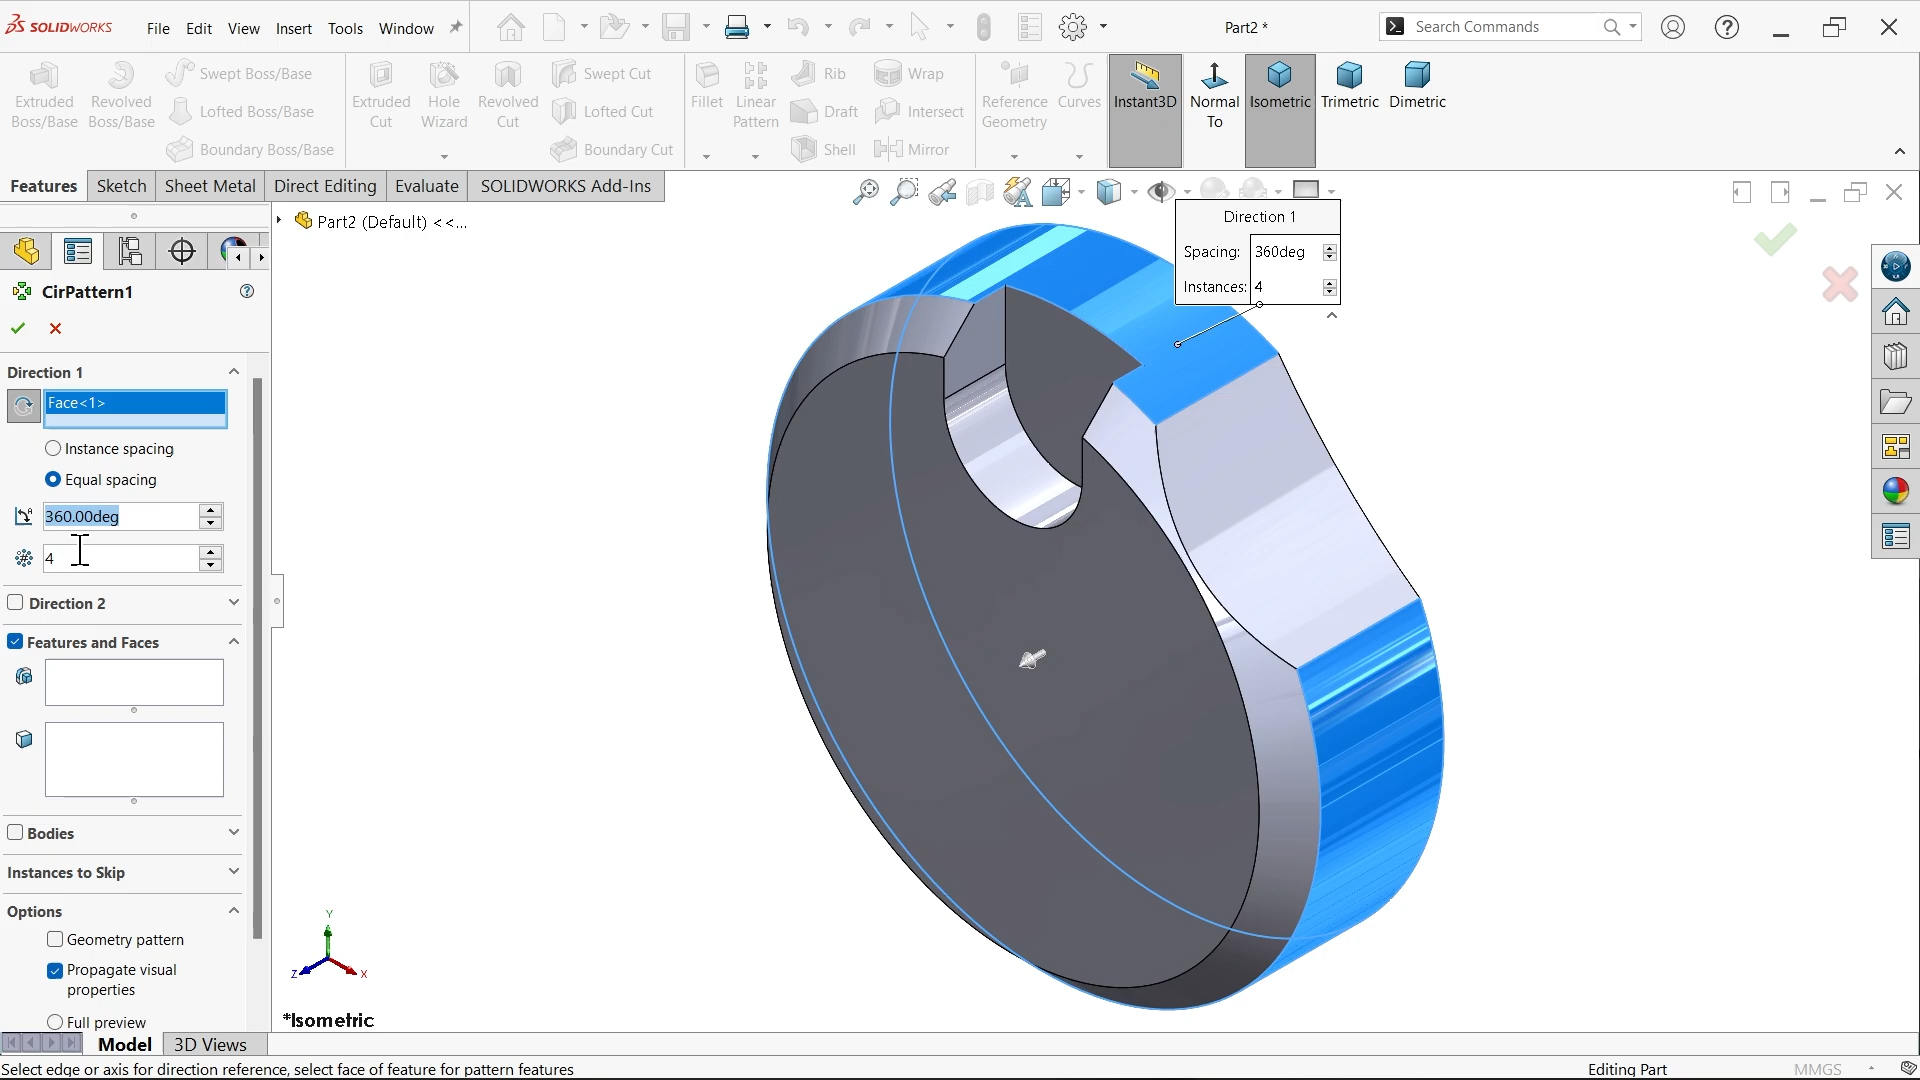 SOLIDWORKS File Edit View Insert Tools Window Part2 * Search Commands
Extruded Boss/Base
Revolved Boss/Base
Swept Boss/Base
Lofted Boss/Base
Boundary Boss/Base
Extruded Cut
Hole Wizard
Revolved Cut
Swept Cut
Lofted Cut
Boundary Cut
Fillet
Linear Pattern
Rib
Draft
Shell
Wrap
Intersect
Mirror
Reference Geometry
Curves
Instant3D
Normal To
Isometric
Trimetric
Dimetric
Features Sketch Sheet Metal Direct Editing Evaluate SOLIDWORKS Add-Ins
Part2 (Default) <<...
Direction 1
Spacing: 360deg
Instances: 4
CirPattern1
Direction 1
Face<1>
Instance spacing
Equal spacing
360.00deg
4
Direction 2
Features and Faces
Bodies
Instances to Skip
Options
Geometry pattern
Propagate visual
properties
Full preview
Y
Z X
*Isometric
Model 3D Views
Select edge or axis for direction reference, select face of feature for pattern features Editing Part MMGS